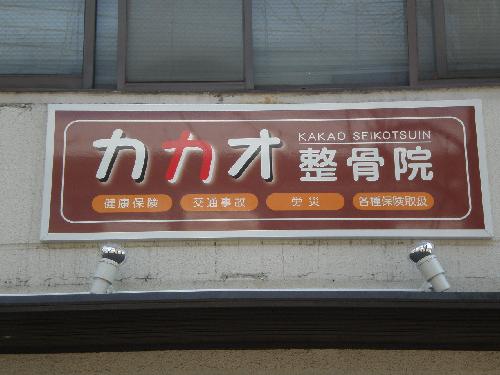 カカオ
KAKAO SEIKOTSUIN
整骨院
健康保険 交通事故 労災 各種保険取扱